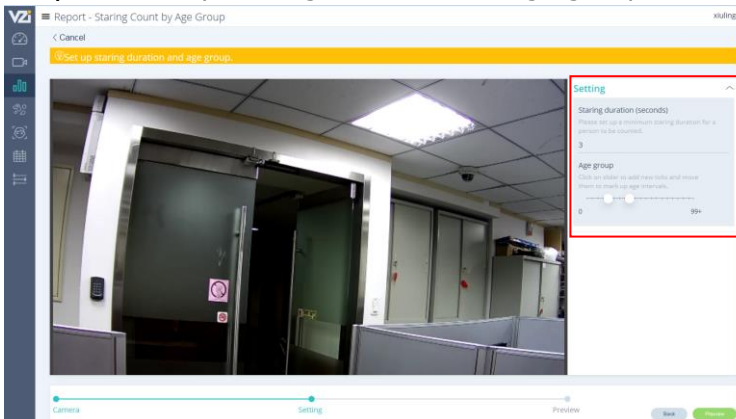 VZi
Report - Staring Count by Age Group
xiuling
< Cancel
Set up staring duration and age group.
Setting
Staring duration (seconds)
Please set up a minimum staring duration for a
person to be counted.
3
Age group
Click on slider to add new tick and move
them to mark up age intervals.
0 99+
Camera Setting Preview
Back Preview